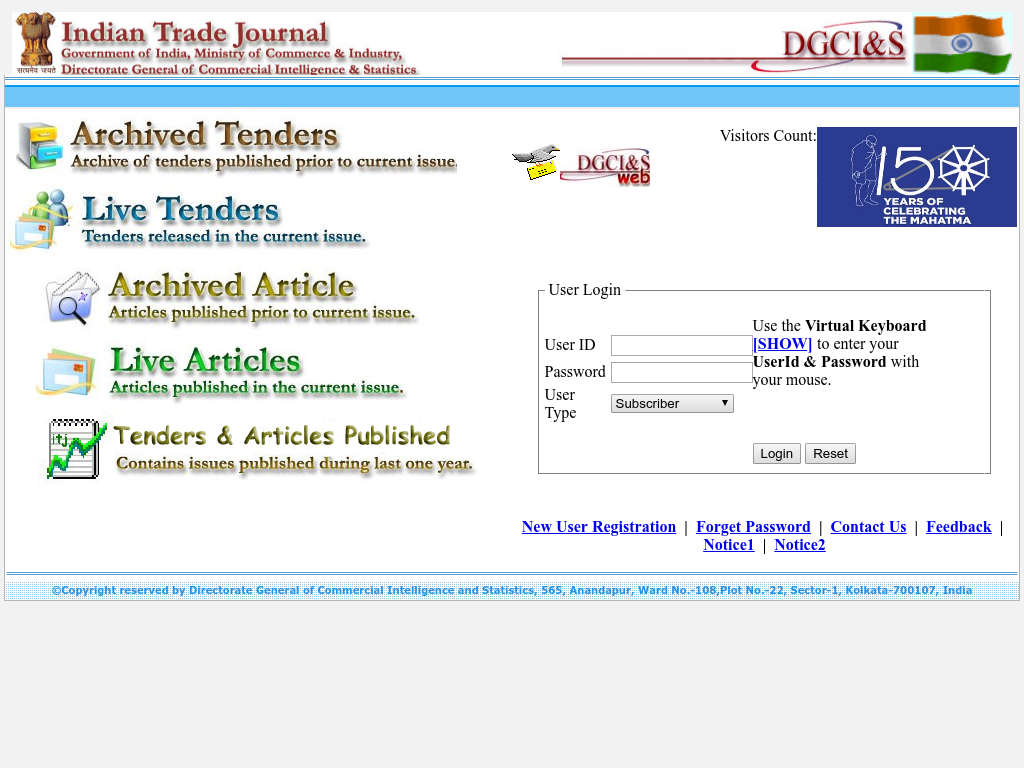 Indian Trade Journal
Government of India, Ministry of Commerce & Industry,
Directorate General of Commercial Intelligence & Statistics
सत्यमेव जयते
DGCI&S
Archived Tenders
Archive of tenders published prior to current issue.
Live Tenders
Tenders released in the current issue.
Archived Article
Articles published prior to current issue.
Live Articles
Articles published in the current issue.
itj
Tenders & Articles Published
Contains issues published during last one year.
DGCI&S
web
Visitors Count:
150
YEARS OF
CELEBRATING
THE MAHATMA
User Login
User ID
Password
User
Type
Subscriber
Use the Virtual Keyboard
[SHOW] to enter your
UserId & Password with
your mouse.
Login Reset
New User Registration | Forget Password | Contact Us | Feedback |
Notice1 | Notice2
©Copyright reserved by Directorate General of Commercial Intelligence and Statistics, 565, Anandapur, Ward No.-108,Plot No.-22, Sector-1, Kolkata-700107, India